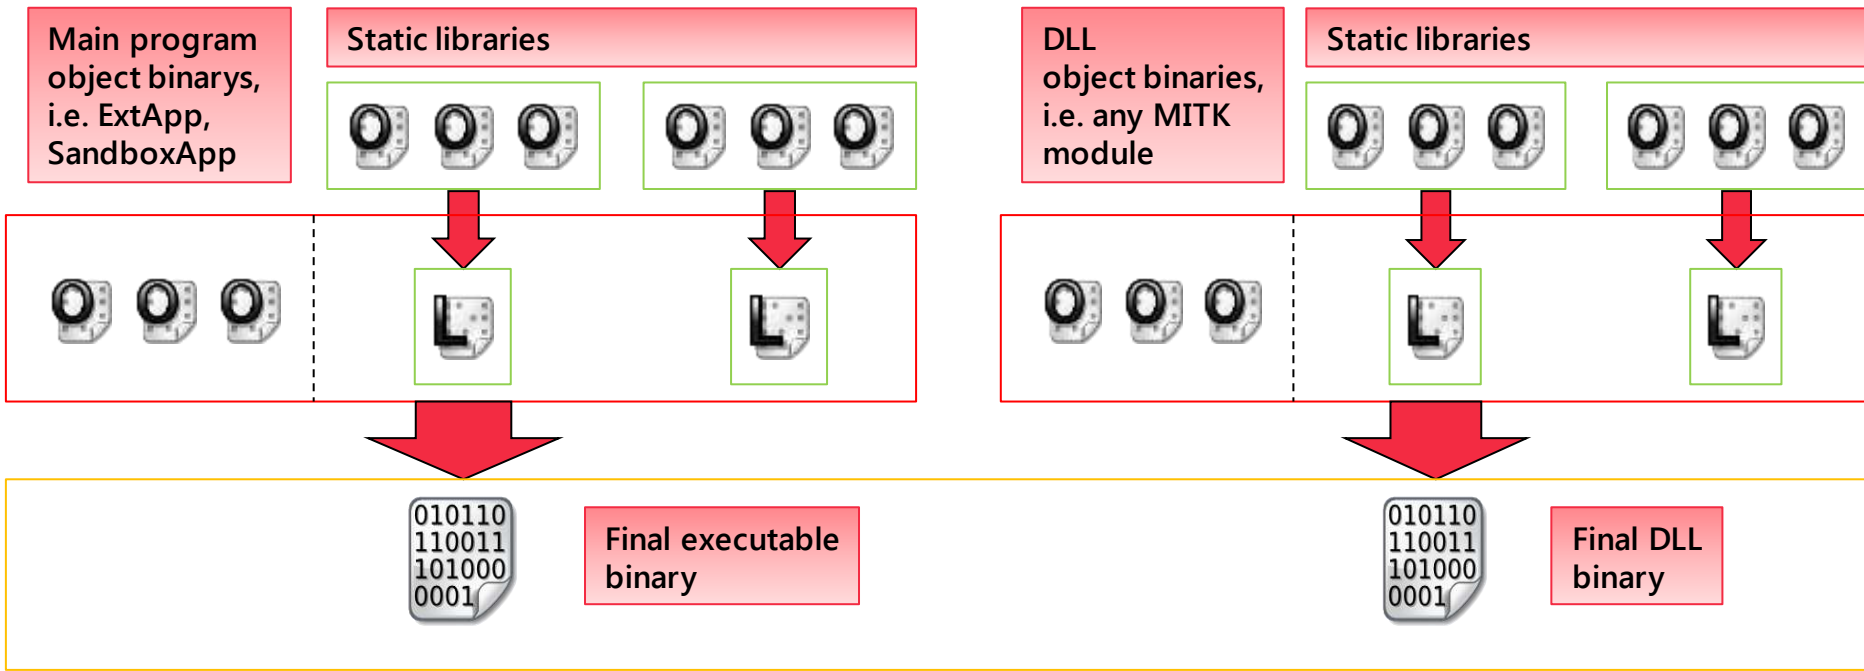 Main program
object binarys,
i.e. ExtApp,
SandboxApp
Static libraries
O O O
O O O
O O O
L
L
010110
110011
101000
0001
Final executable
binary
DLL
object binaries,
i.e. any MITK
module
Static libraries
O O O
O O O
O O O
L
L
010110
110011
101000
0001
Final DLL
binary